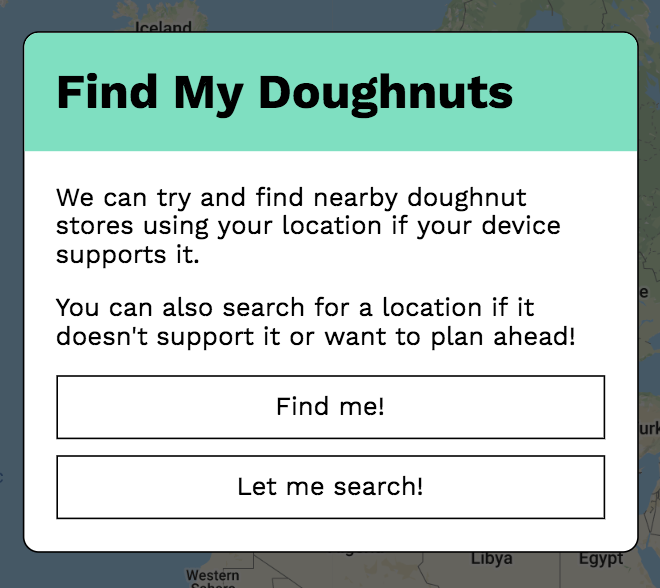 Iceland
Find My Doughnuts
We can try and find nearby doughnut
stores using your location if your device
supports it.
You can also search for a location if it
doesn't support it or want to plan ahead!
Find me!
Let me search!
Libya
Egypt
Western